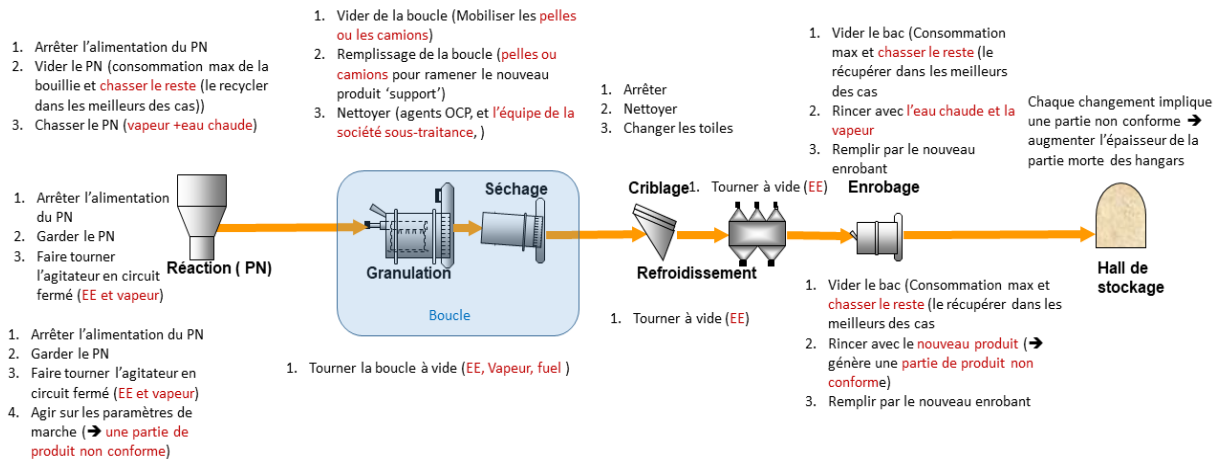 1. Arrêter l'alimentation du PN
2. Vider le PN (consommation max de la
bouillie et chasser le reste (le recycler
dans les meilleurs des cas))
3. Chasser le PN (vapeur +eau chaude)
1. Vider de la boucle (Mobiliser les pelles
ou les camions)
2. Remplissage de la boucle (pelles ou
camions pour ramener le nouveau
produit 'support')
3. Nettoyer (agents OCP, et l'équipe de la
société sous-traitance, )
1. Arrêter
2. Nettoyer
3. Changer les toiles
1. Vider le bac (Consommation
max et chasser le reste (le
récupérer dans les meilleurs
des cas
2. Rincer avec l'eau chaude et la
vapeur
3. Remplir par le nouveau
enrobant
Chaque changement implique
une partie non conforme ➔
augmenter l'épaisseur de la
partie morte des hangars
1. Arrêter l'alimentation
du PN
2. Garder le PN
3. Faire tourner
l'agitateur en circuit
fermé (EE et vapeur)
Réaction ( PN)
Séchage
Granulation
Boucle
Criblage
1. Tourner à vide (EE)
Enrobage
Refroidissement
Hall de
stockage
1. Arrêter l'alimentation du PN
2. Garder le PN
3. Faire tourner l'agitateur en
circuit fermé (EE et vapeur)
4. Agir sur les paramètres de
marche (➔ une partie de
produit non conforme)
1. Tourner la boucle à vide (EE, Vapeur, fuel )
1. Tourner à vide (EE)
1. Vider le bac (Consommation max et
chasser le reste (le récupérer dans les
meilleurs des cas
2. Rincer avec le nouveau produit (➔
génère une partie de produit non
conforme)
3. Remplir par le nouveau enrobant